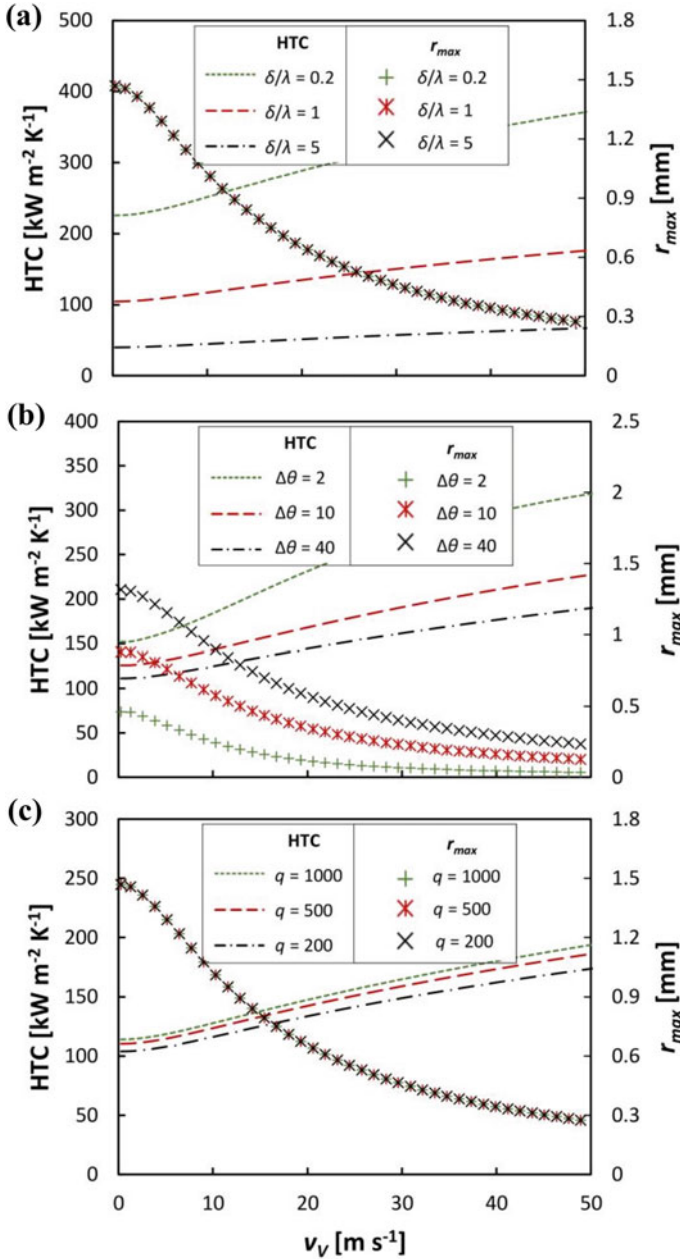 (a)
500
400
300
200
100
0
HTC [kW m-2 K-1]
HTC
δ/λ = 0.2
δ/λ = 1
δ/λ = 5
rmax
δ/λ = 0.2
δ/λ = 1
δ/λ = 5
1.8
1.5
1.2
0.9
0.6
0.3
0
rmax [mm]
(b)
400
350
300
250
200
150
100
50
0
HTC [kW m-2 K-1]
HTC
Δθ = 2
Δθ = 10
Δθ = 40
rmax
Δθ = 2
Δθ = 10
Δθ = 40
2.5
2
1.5
1
0.5
0
rmax [mm]
(c)
300
250
200
150
100
50
0
HTC [kW m-2 K-1]
HTC
q = 1000
q = 500
q = 200
rmax
q = 1000
q = 500
q = 200
1.8
1.5
1.2
0.9
0.6
0.3
0
rmax [mm]
0 10 20 30 40 50
vV [m s-1]